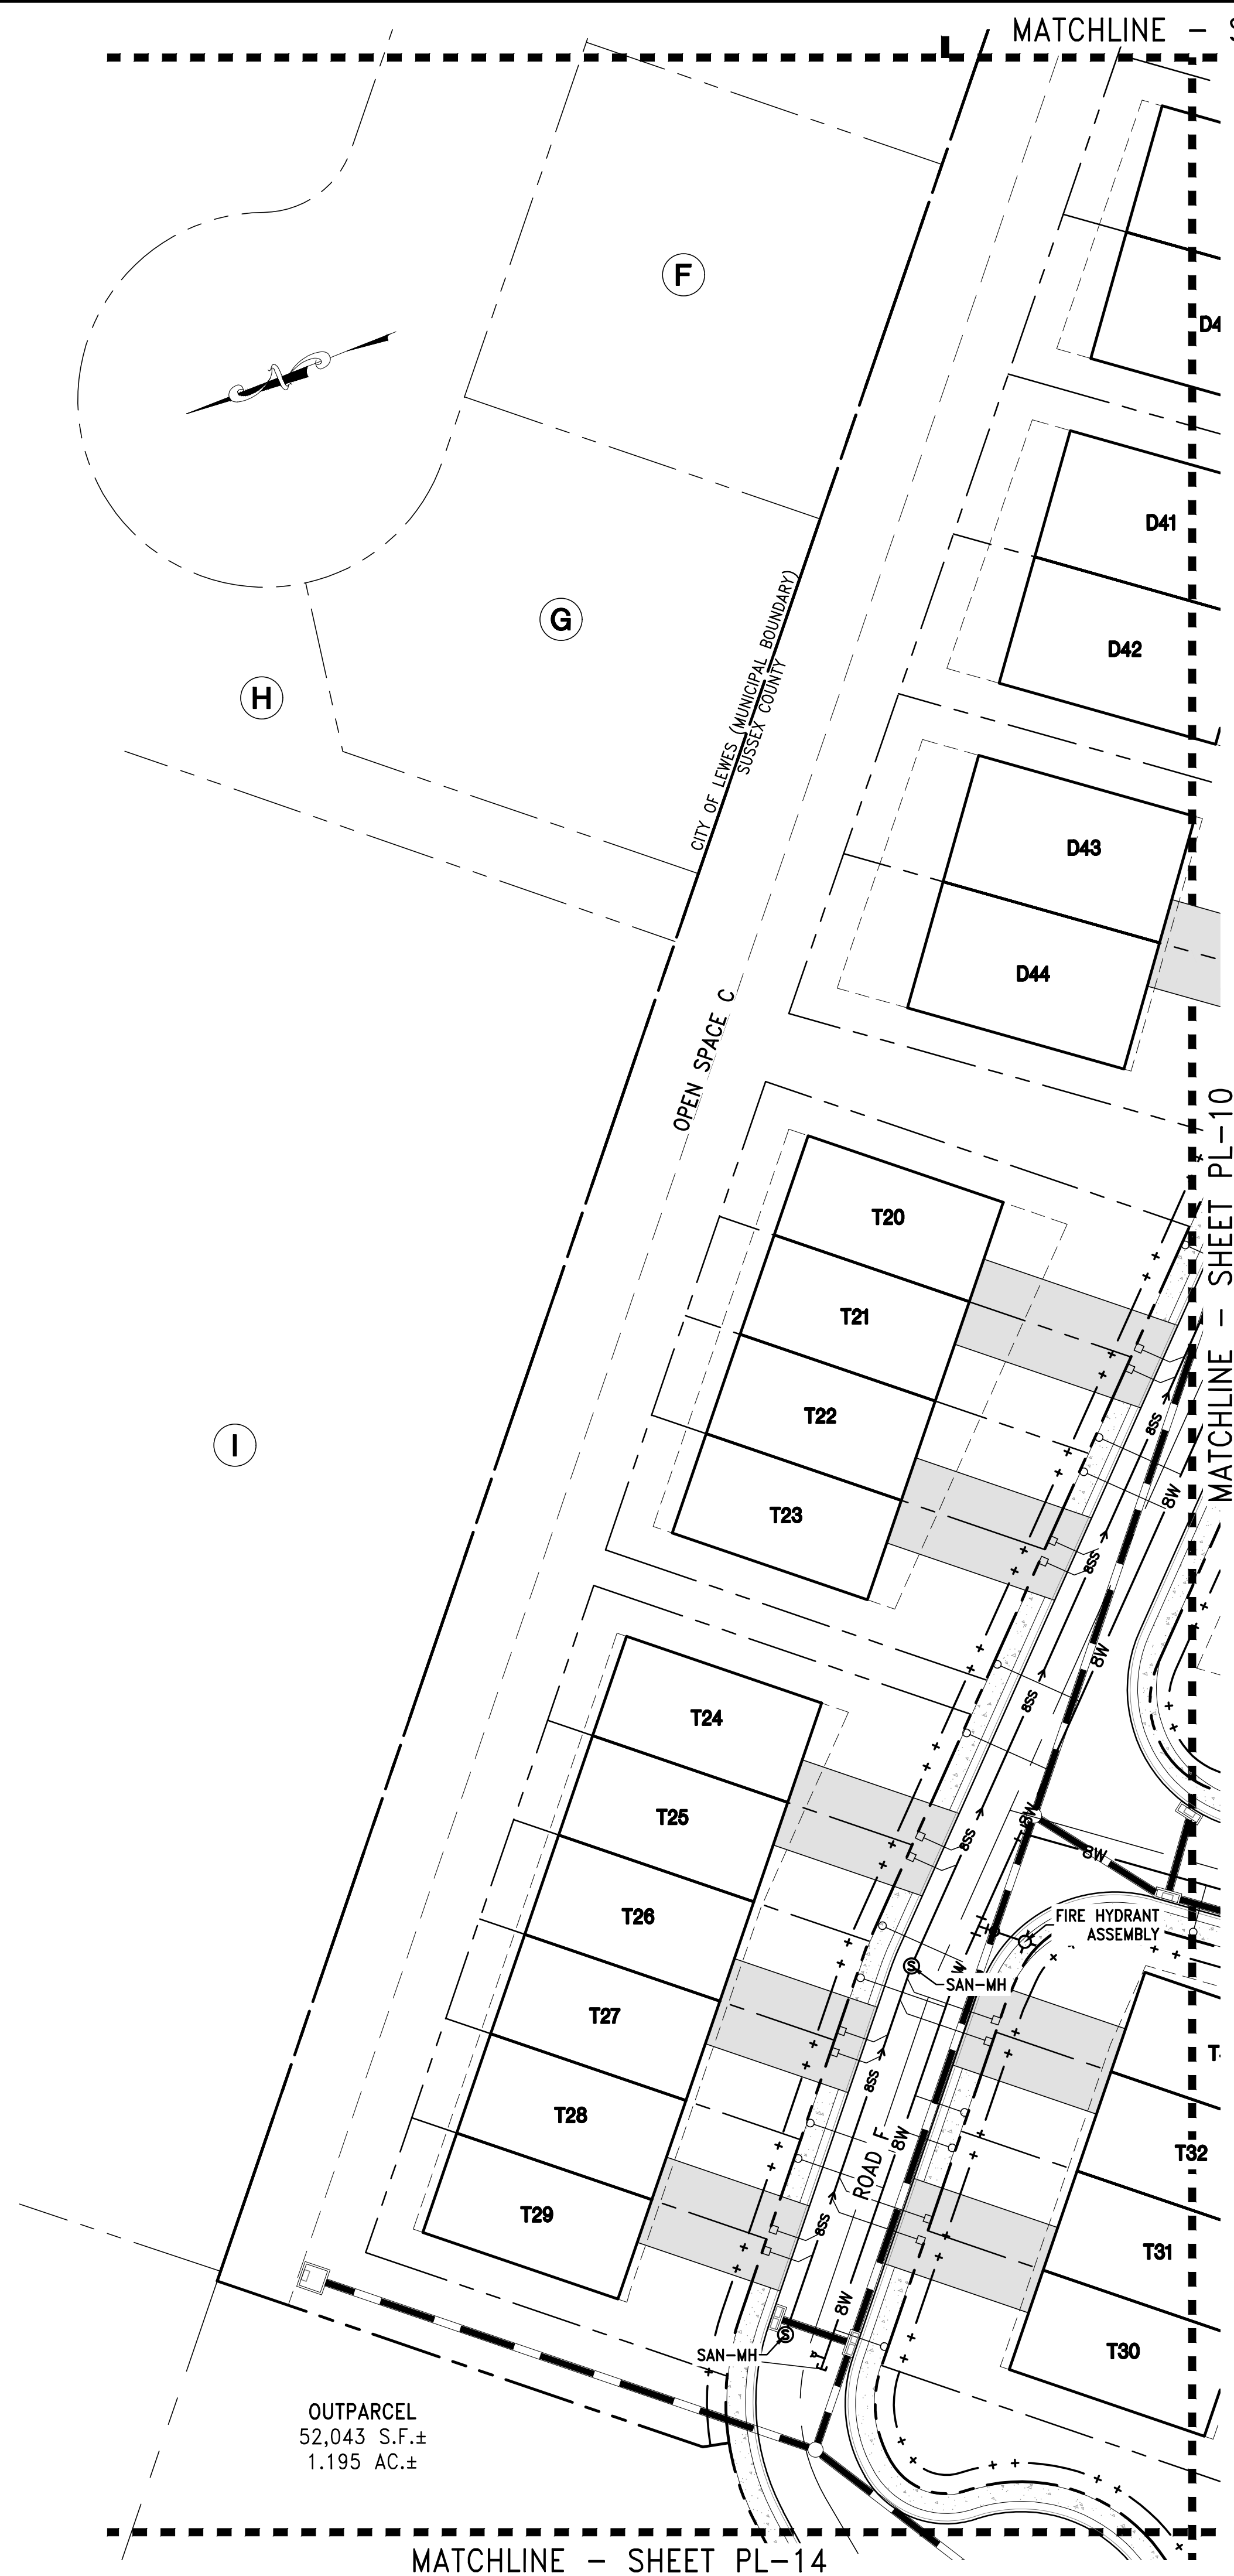 MATCHLINE - S
L
F
N
D4
D41
G
CITY OF LEWES (MUNICIPAL BOUNDARY)
SUSSEX COUNTY
D42
H
D43
D44
OPEN SPACE C
MATCHLINE - SHEET PL-10
T20
T21
T22
T23
8SS
8W
8SS
I
8W
8SS
T24
T25
8SS
8W
8W
T26
FIRE HYDRANT
ASSEMBLY
SAN-MH
W
T27
T
8SS
T28
8W
ROAD F
T32
T29
8SS
T31
8W
SAN-MH
T30
OUTPARCEL
52,043 S.F.±
1.195 AC.±
MATCHLINE - SHEET PL-14